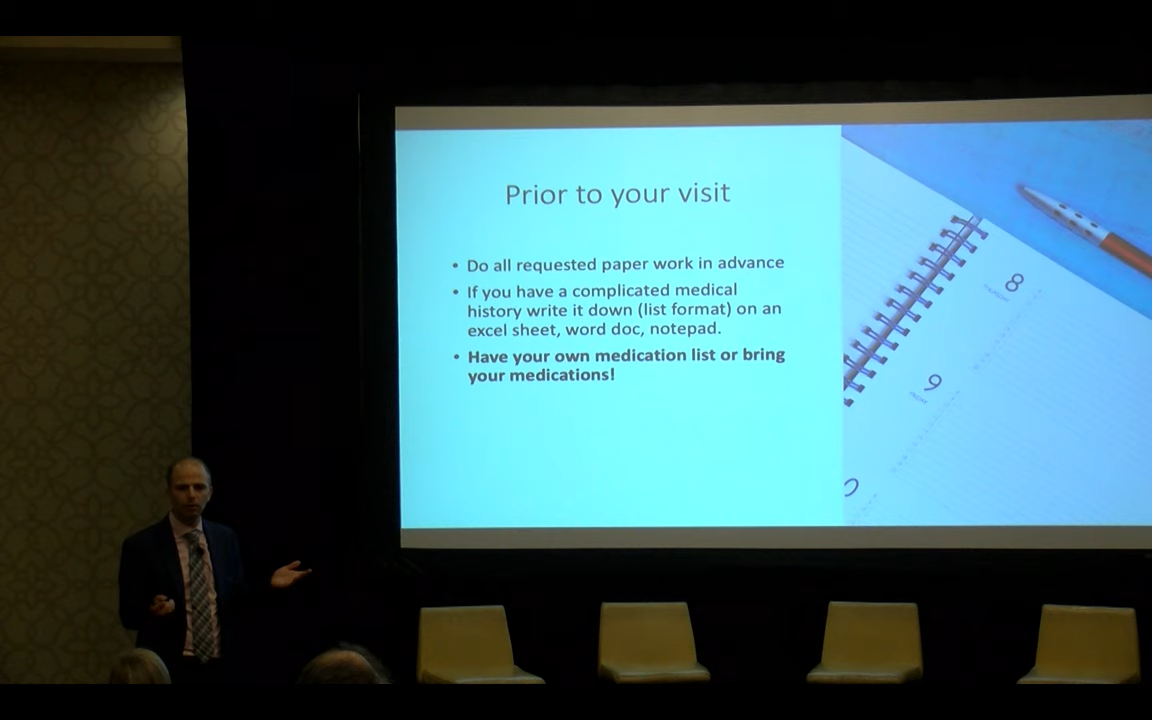 Prior to your visit
• Do all requested paper work in advance
• If you have a complicated medical
history write it down (list format) on an
excel sheet, word doc, notepad.
• Have your own medication list or bring
your medications!
8
9